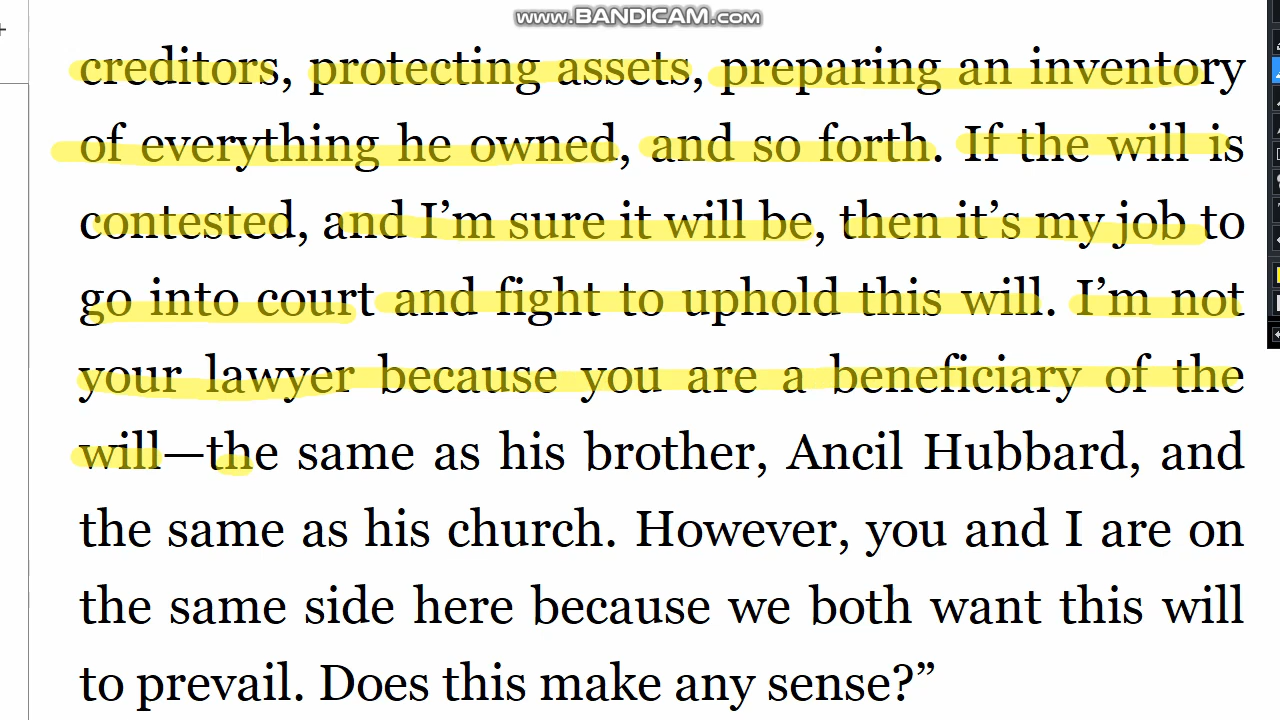 www.BANDICAM.com
creditors, protecting assets, preparing an inventory
of everything he owned, and so forth. If the will is
contested, and I’m sure it will be, then it’s my job to
go into court and fight to uphold this will. I’m not
your lawyer because you are a beneficiary of the
will—the same as his brother, Ancil Hubbard, and
the same as his church. However, you and I are on
the same side here because we both want this will
to prevail. Does this make any sense?”